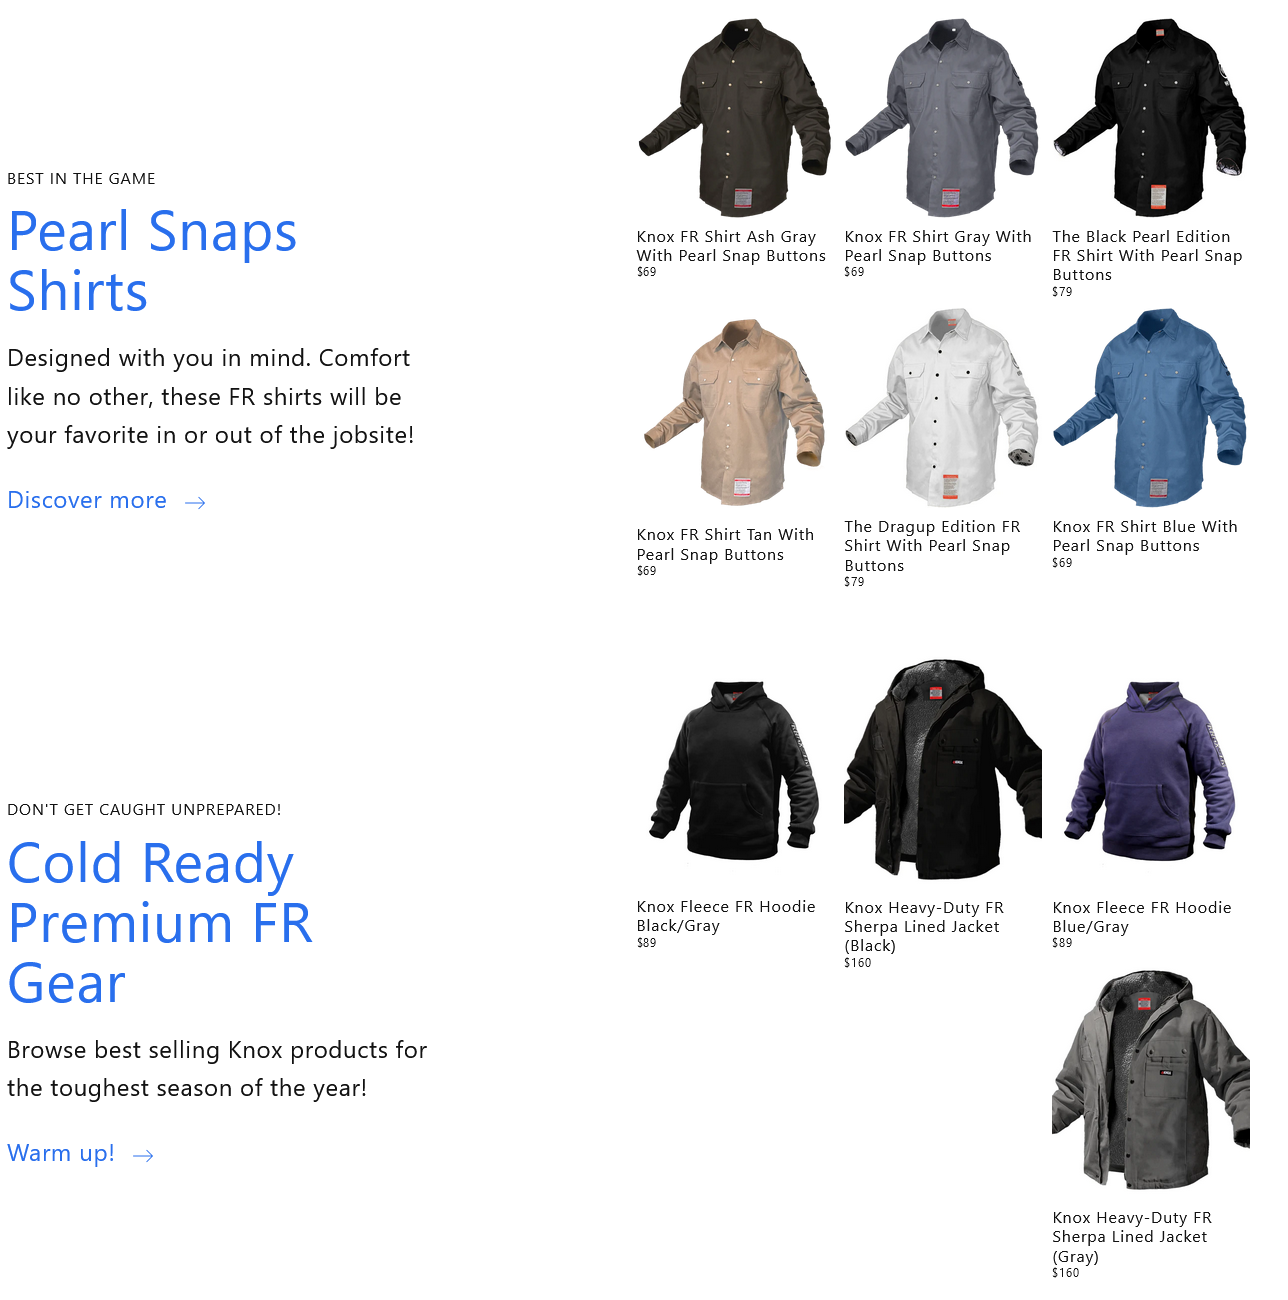 BEST IN THE GAME
Pearl Snaps
Shirts
Designed with you in mind. Comfort
like no other, these FR shirts will be
your favorite in or out of the jobsite!
Discover more
Knox FR Shirt Ash Gray
With Pearl Snap Buttons
$69
Knox FR Shirt Gray With
Pearl Snap Buttons
$69
The Black Pearl Edition
FR Shirt With Pearl Snap
Buttons
$79
Knox FR Shirt Tan With
Pearl Snap Buttons
$69
The Dragup Edition FR
Shirt With Pearl Snap
Buttons
$79
Knox FR Shirt Blue With
Pearl Snap Buttons
$69
DON'T GET CAUGHT UNPREPARED!
Cold Ready
Premium FR
Gear
Browse best selling Knox products for
the toughest season of the year!
Warm up!
Knox Fleece FR Hoodie
Black/Gray
$89
Knox Heavy-Duty FR
Sherpa Lined Jacket
(Black)
$160
Knox Fleece FR Hoodie
Blue/Gray
$89
Knox Heavy-Duty FR
Sherpa Lined Jacket
(Gray)
$160